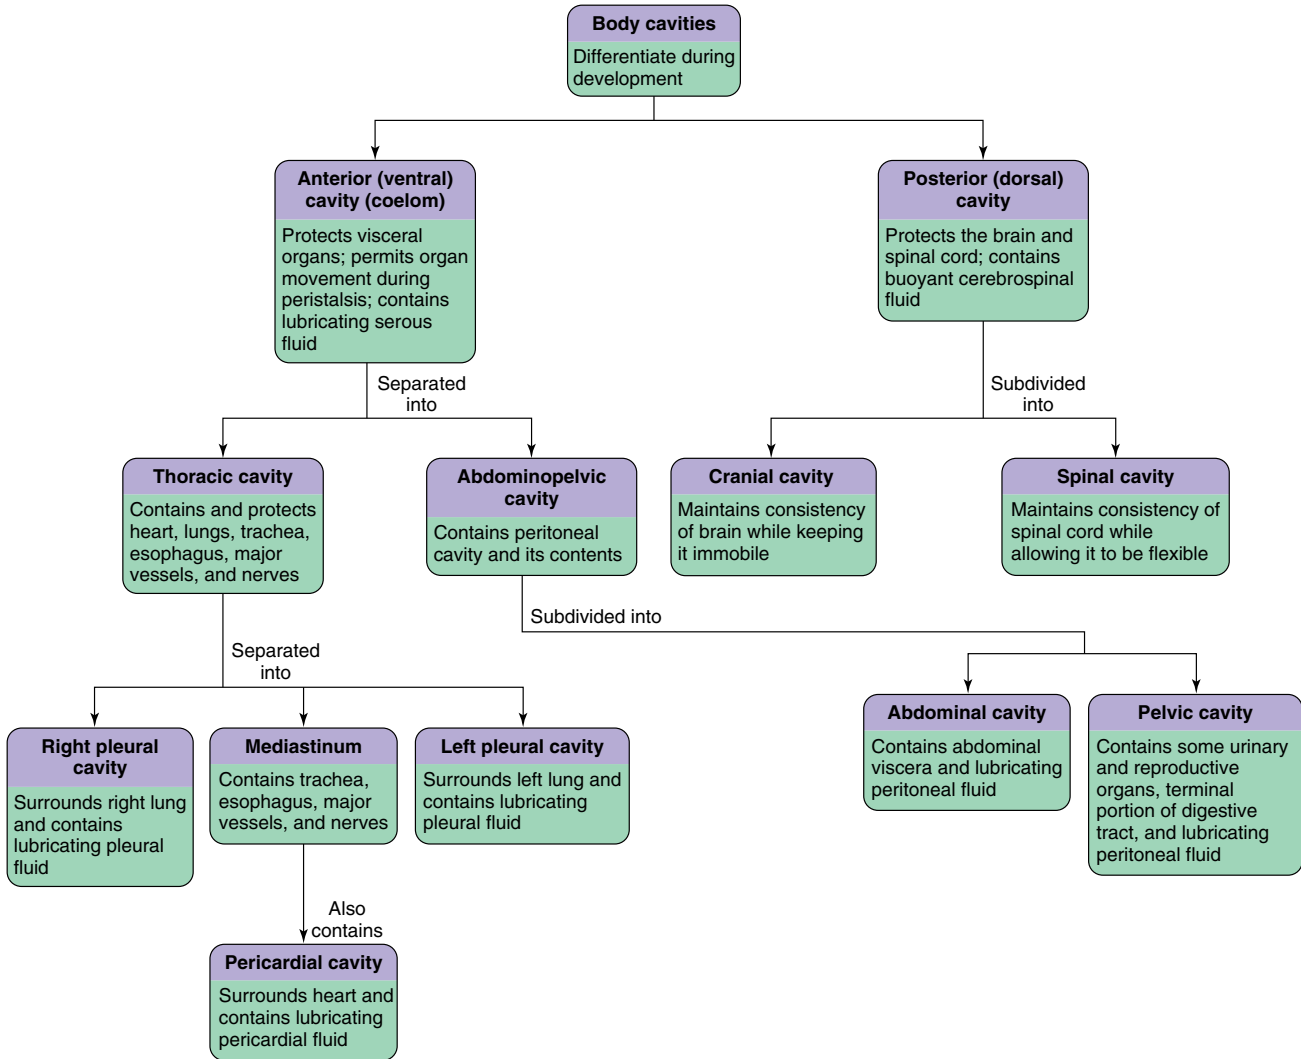 Body cavities
Differentiate during
development
Anterior (ventral)
cavity (coelom)
Protects visceral
organs; permits organ
movement during
peristalsis; contains
lubricating serous
fluid
Posterior (dorsal)
cavity
Protects the brain and
spinal cord; contains
buoyant cerebrospinal
fluid
Separated
into
Subdivided
into
Thoracic cavity
Contains and protects
heart, lungs, trachea,
esophagus, major
vessels, and nerves
Abdominopelvic
cavity
Contains peritoneal
cavity and its contents
Cranial cavity
Maintains consistency
of brain while keeping
it immobile
Spinal cavity
Maintains consistency of
spinal cord while
allowing it to be flexible
Separated
into
Subdivided into
Right pleural
cavity
Surrounds right lung
and contains
lubricating pleural
fluid
Mediastinum
Contains trachea,
esophagus, major
vessels, and nerves
Left pleural cavity
Surrounds left lung and
contains lubricating
pleural fluid
Abdominal cavity
Contains abdominal
viscera and lubricating
peritoneal fluid
Pelvic cavity
Contains some urinary
and reproductive
organs, terminal
portion of digestive
tract, and lubricating
peritoneal fluid
Also
contains
Pericardial cavity
Surrounds heart and
contains lubricating
pericardial fluid